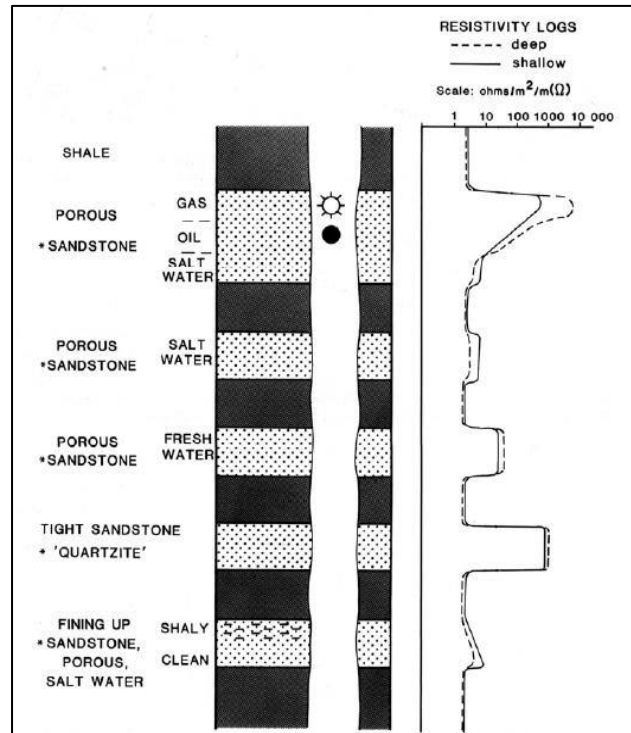 RESISTIVITY LOGS
deep
shallow
Scale: ohms/m²/m(Ω)
1 10 100 1000 10 000
SHALE
GAS
POROUS
* SANDSTONE
OIL
SALT
WATER
POROUS
* SANDSTONE
SALT
WATER
POROUS
* SANDSTONE
FRESH
WATER
TIGHT SANDSTONE
* 'QUARTZITE'
FINING UP
* SANDSTONE,
POROUS,
SALT WATER
SHALY
CLEAN